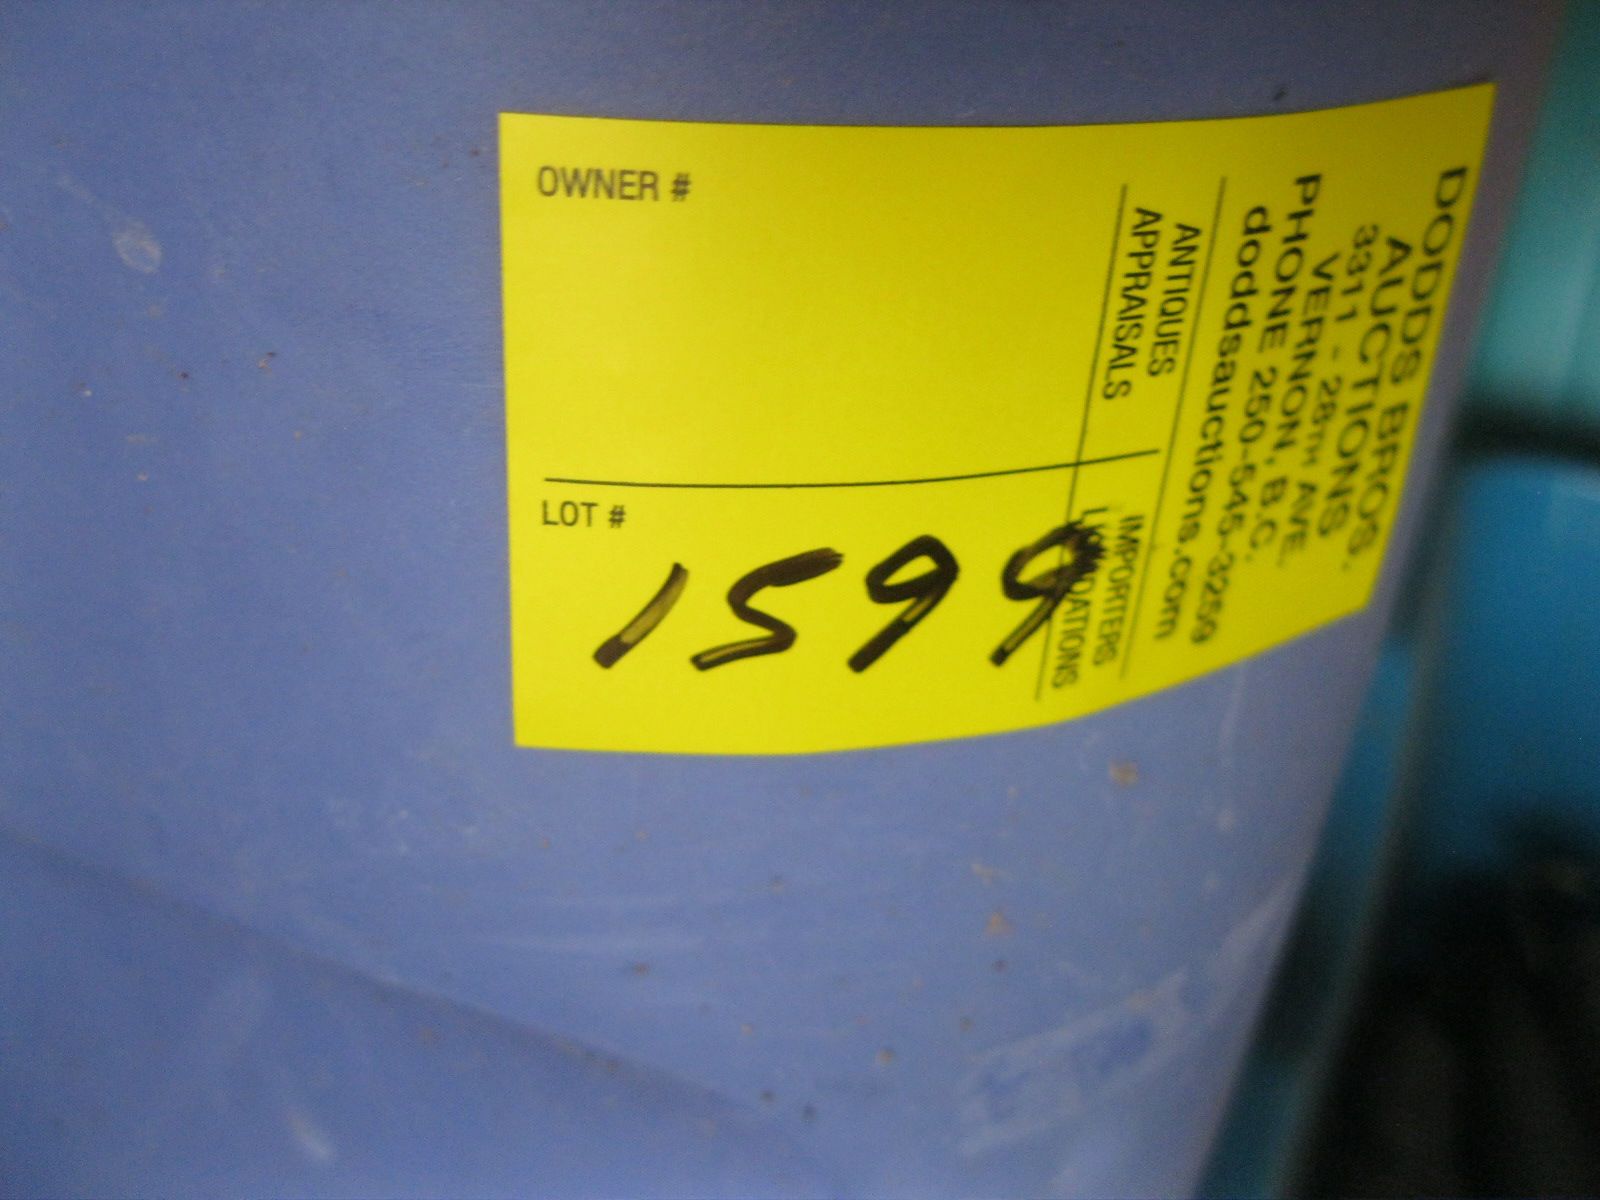 OWNER #
LOT #
1599
DODDS BROS.
AUCTIONS
3311 - 28TH AVE.
VERNON, B.C.
PHONE 250-545-3259
doddsauctions.com
ANTIQUES
APPRAISALS
IMPORTERS
LIQUIDATIONS